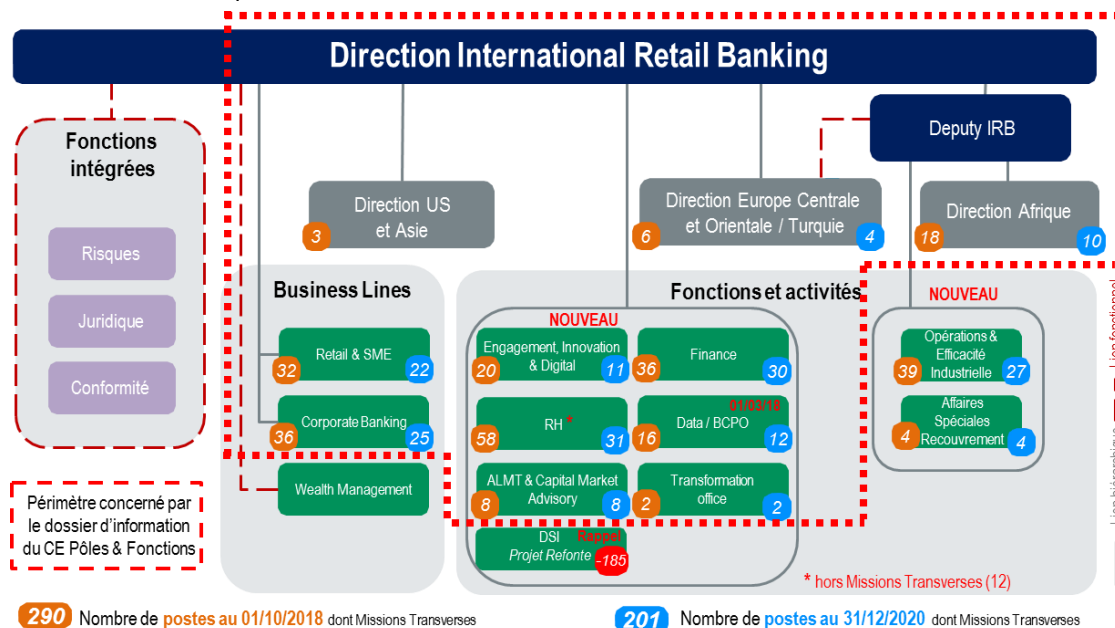 Direction International Retail Banking
Deputy IRB
Fonctions
intégrées
Risques
Juridique
Conformité
Direction US
et Asie
3
Direction Europe Centrale
et Orientale / Turquie
6
4
Direction Afrique
18
10
Business Lines
Retail & SME
32
22
Corporate Banking
36
25
Wealth Management
Fonctions et activités
NOUVEAU
Engagement, Innovation
& Digital
20
11
Finance
36
30
RH *
58
31
01/03/18
Data / BCPO
16
12
ALMT & Capital Market
Advisory
8
8
Transformation
office
2
2
DSI Rappel
Projet Refonte
-185
NOUVEAU
Opérations &
Efficacité
Industrielle
39
27
Affaires
Spéciales
Recouvrement
4
4
* hors Missions Transverses (12)
Périmètre concerné par
le dossier d'information
du CE Pôles & Fonctions
Lien fonctionnel
Lien hiérarchique
290 Nombre de postes au 01/10/2018 dont Missions Transverses
201 Nombre de postes au 31/12/2020 dont Missions Transverses